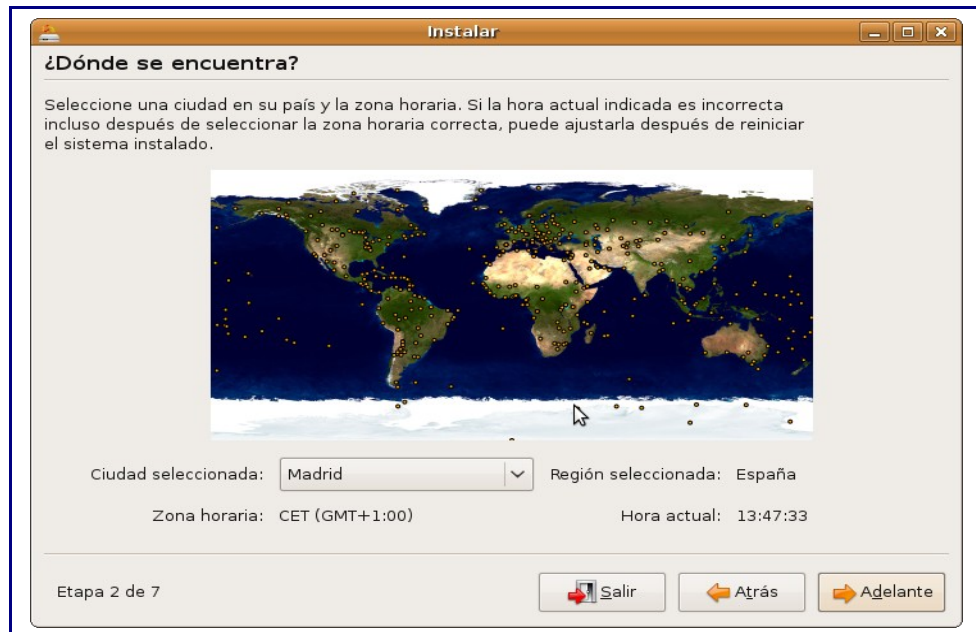 Instalar
¿Dónde se encuentra?
Seleccione una ciudad en su país y la zona horaria. Si la hora actual indicada es incorrecta
incluso después de seleccionar la zona horaria correcta, puede ajustarla después de reiniciar
el sistema instalado.
Ciudad seleccionada: Madrid Región seleccionada: España
Zona horaria: CET (GMT+1:00) Hora actual: 13:47:33
Etapa 2 de 7 Salir Atrás Adelante